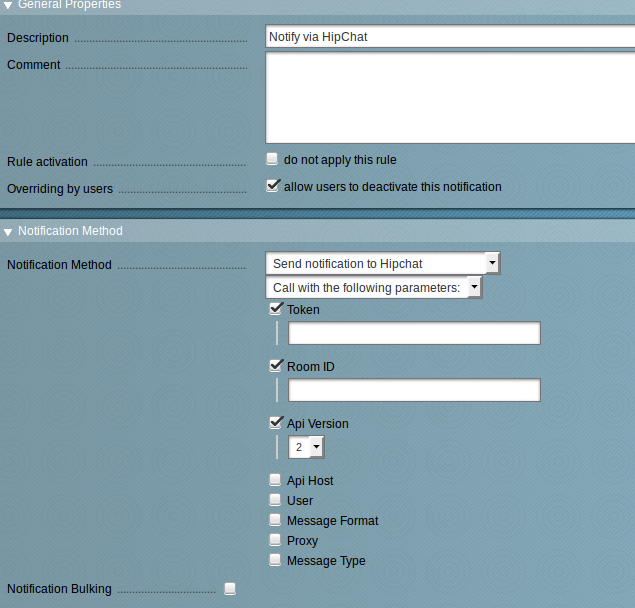 General Properties
Description
Notify via HipChat
Comment
Rule activation
do not apply this rule
Overriding by users
allow users to deactivate this notification
Notification Method
Notification Method
Send notification to Hipchat
Call with the following parameters:
Token
Room ID
Api Version
2
Api Host
User
Message Format
Proxy
Message Type
Notification Bulking